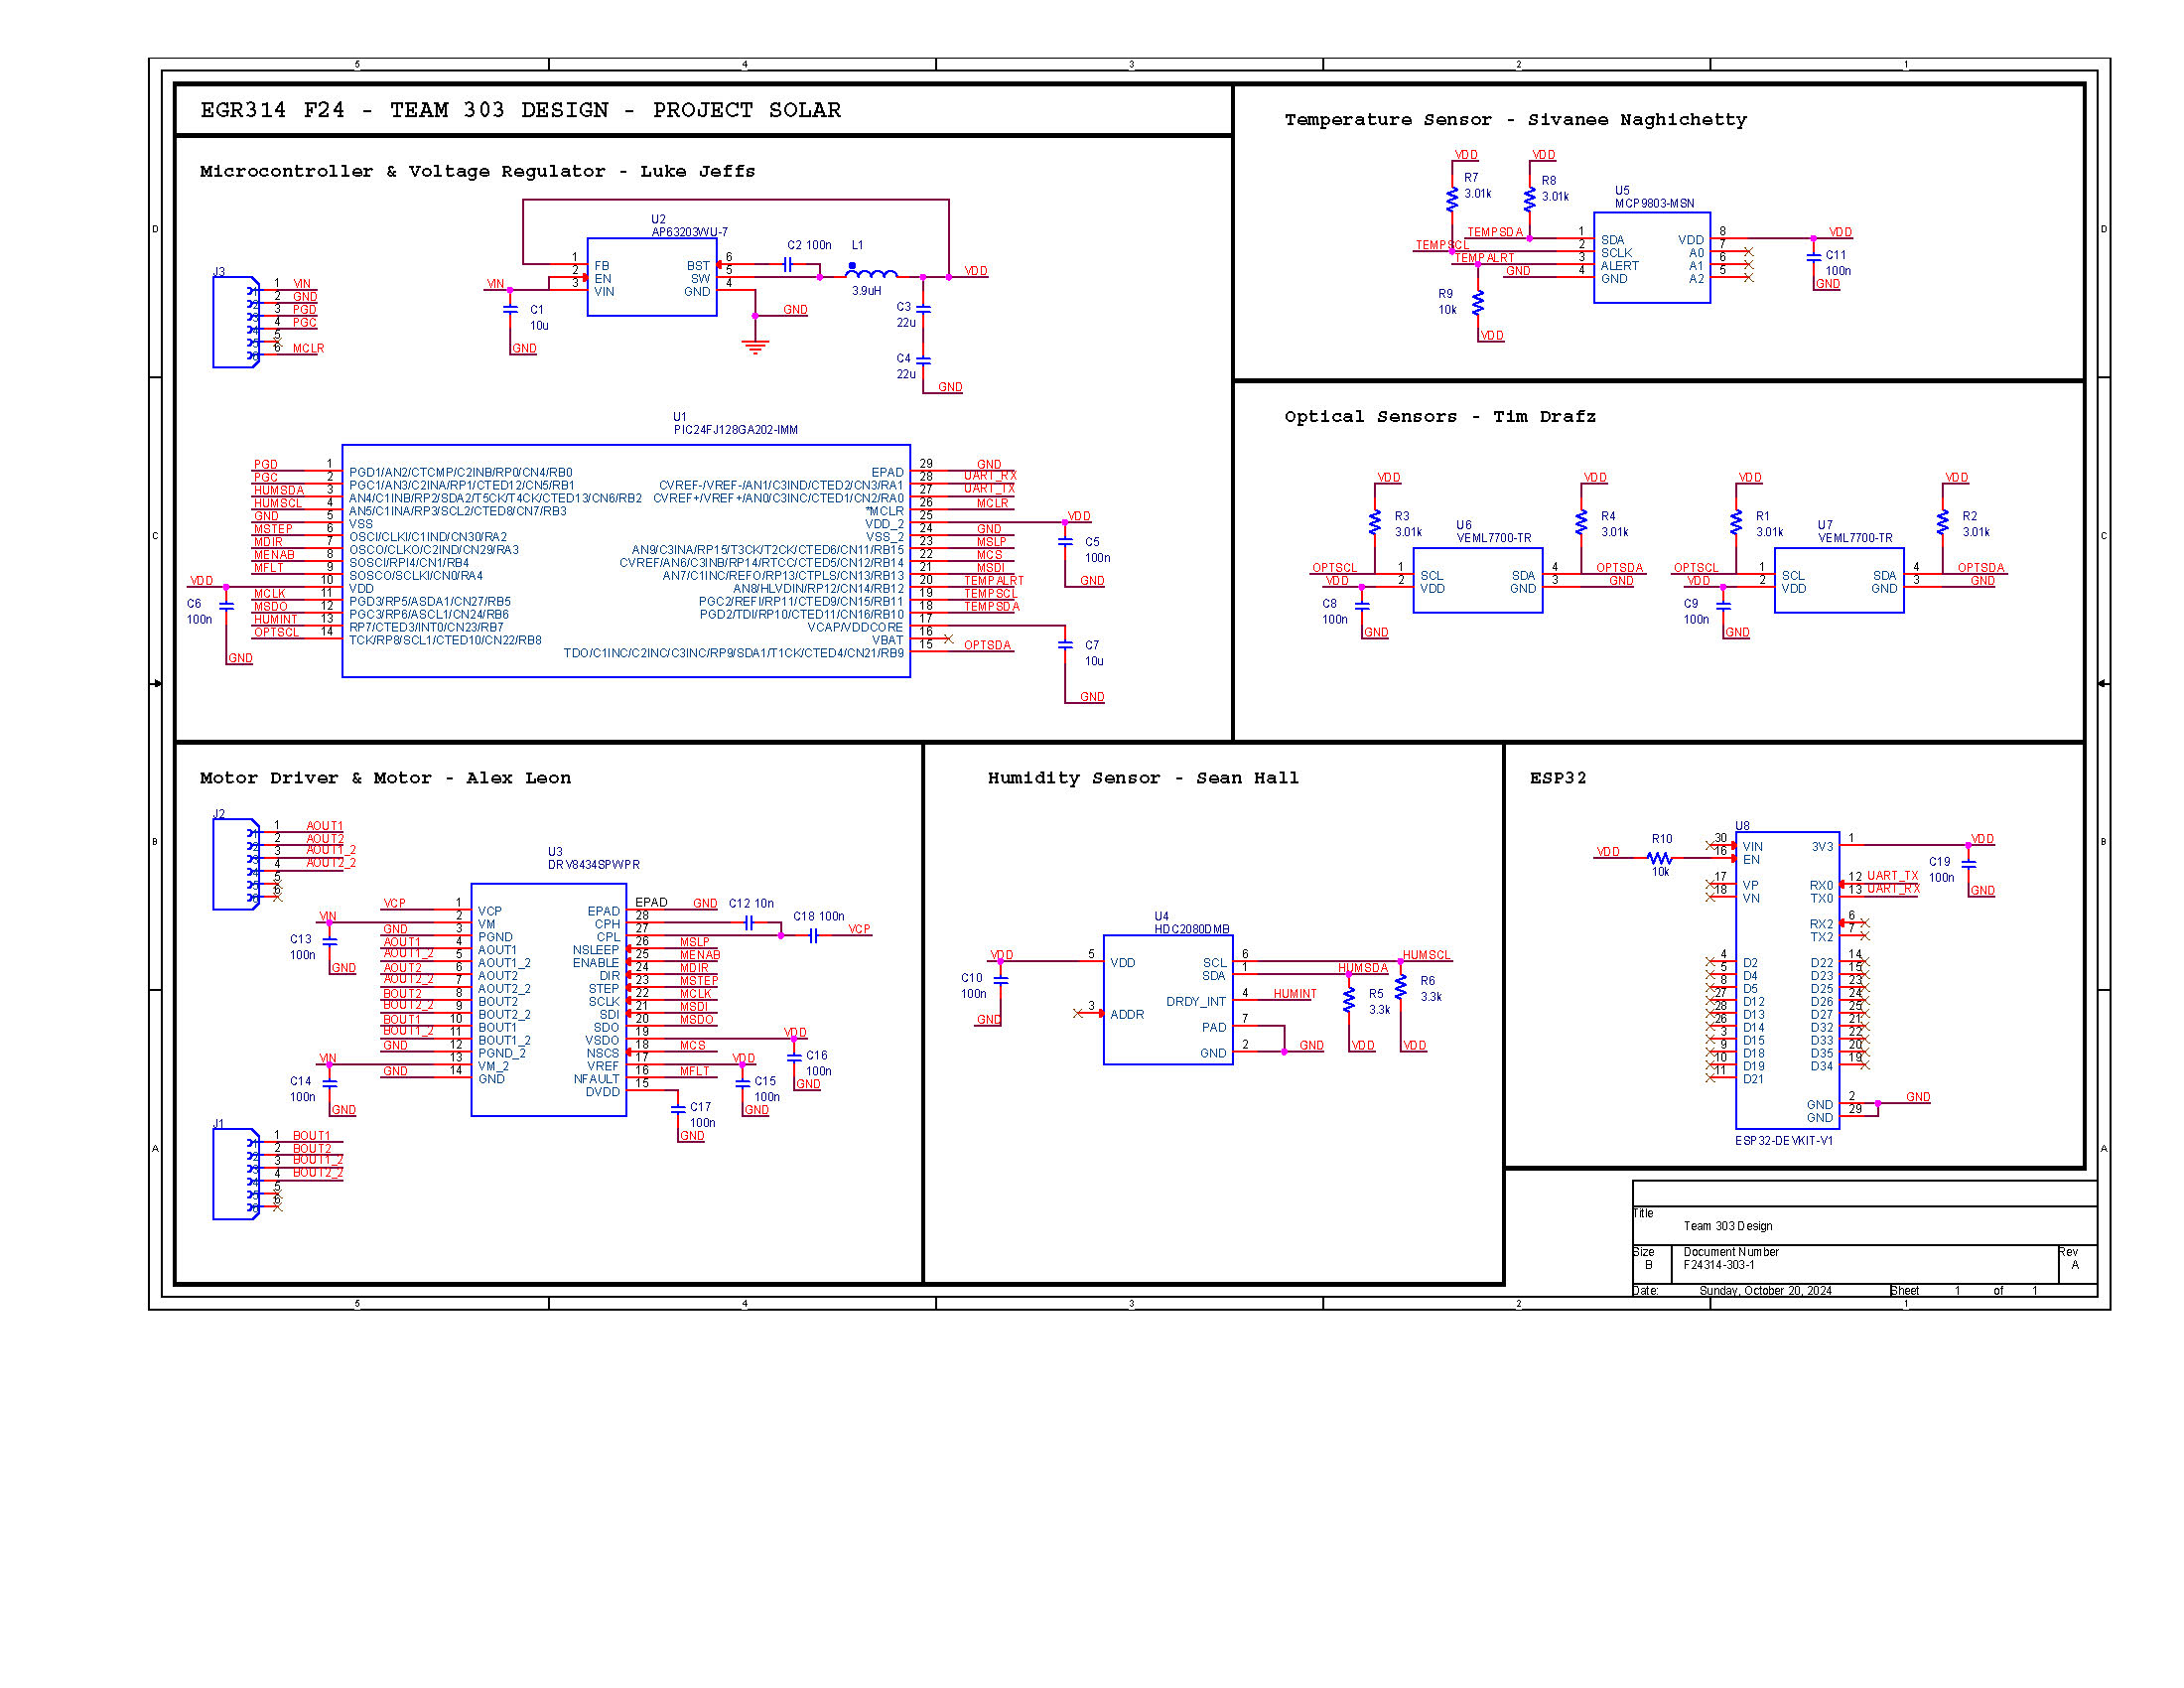 5 4 3 2 1
EGR314 F24 - TEAM 303 DESIGN - PROJECT SOLAR
Microcontroller & Voltage Regulator - Luke Jeffs
J3
1 VIN
2 GND
3 PGD
4 PGC
5
6 MCLR
U2
AP63203WU-7
1 FB
2 EN
3 VIN
BST 6
SW 5
GND 4
VIN
C1
10u
GND
C2 100n
L1
3.9uH
VDD
GND
C3
22u
C4
22u
GND
U1
PIC24FJ128GA202-IMM
PGD 1 PGD1/AN2/CTCMP/C2INB/RP0/CN4/RB0
PGC 2 PGC1/AN3/C2INA/RP1/CTED12/CN5/RB1
HUMSDA 3 AN4/C1INB/RP2/SDA2/T5CK/T4CK/CTED13/CN6/RB2
HUMSCL 4 AN5/C1INA/RP3/SCL2/CTED8/CN7/RB3
GND 5 VSS
MSTEP 6 OSCI/CLKI/C1IND/CN30/RA2
MDIR 7 OSCO/CLKO/C2IND/CN29/RA3
MENAB 8 SOSCI/RPI4/CN1/RB4
MFLT 9 SOSCO/SCLKI/CN0/RA4
VDD 10 VDD
MCLK 11 PGD3/RP5/ASDA1/CN27/RB5
MSDO 12 PGC3/RP6/ASCL1/CN24/RB6
HUMINT 13 RP7/CTED3/INT0/CN23/RB7
OPTSCL 14 TCK/RP8/SCL1/CTED10/CN22/RB8
C6
100n
GND
EPAD 29 GND
CVREF-/VREF-/AN1/C3IND/CTED2/CN3/RA1 28 UART_RX
CVREF+/VREF+/AN0/C3INC/CTED1/CN2/RA0 27 UART_TX
*MCLR 26 MCLR
VDD_2 25 VDD
VSS_2 24 GND
AN9/C3INA/RP15/T3CK/T2CK/CTED6/CN11/RB15 23 MSLP
CVREF/AN6/C3INB/RP14/RTCC/CTED5/CN12/RB14 22 MCS
AN7/C1INC/REFO/RP13/CTPLS/CN13/RB13 21 MSDI
AN8/HLVDIN/RP12/CN14/RB12 20 TEMPALRT
PGC2/REFI/RP11/CTED9/CN15/RB11 19 TEMPSCL
PGD2/TDI/RP10/CTED11/CN16/RB10 18 TEMPSDA
VCAP/VDDCORE 17
VBAT 16
TDO/C1INC/C2INC/C3INC/RP9/SDA1/T1CK/CTED4/CN21/RB9 15 OPTSDA
C5
100n
GND
C7
10u
GND
Temperature Sensor - Sivanee Naghichetty
VDD VDD
R7
3.01k
R8
3.01k
U5
MCP9803-MSN
TEMPSDA 1 SDA
TEMPSCL 2 SCLK
TEMPALRT 3 ALERT
GND 4 GND
VDD 8 VDD
A0 7
A1 6
A2 5
R9
10k
VDD
C11
100n
GND
Optical Sensors - Tim Drafz
VDD VDD VDD VDD
R3
3.01k
R4
3.01k
R1
3.01k
R2
3.01k
U6
VEML7700-TR
OPTSCL 1 SCL SDA 4 OPTSDA
VDD 2 VDD GND 3 GND
C8
100n
GND
U7
VEML7700-TR
OPTSCL 1 SCL SDA 4 OPTSDA
VDD 2 VDD GND 3 GND
C9
100n
GND
Motor Driver & Motor - Alex Leon
J2
1 AOUT1
2 AOUT2
3 AOUT1_2
4 AOUT2_2
5
6
U3
DRV8434SPWPR
VCP 1 VCP
VIN 2 VM
GND 3 PGND
AOUT1 4 AOUT1
AOUT1_2 5 AOUT1_2
AOUT2 6 AOUT2
AOUT2_2 7 AOUT2_2
BOUT2 8 BOUT2
BOUT2_2 9 BOUT2_2
BOUT1 10 BOUT1
BOUT1_2 11 BOUT1_2
GND 12 PGND_2
VIN 13 VM_2
GND 14 GND
C13
100n
GND
C14
100n
GND
EPAD EPAD GND
CPH 28
CPL 27
NSLEEP 26 MSLP
ENABLE 25 MENAB
DIR 24 MDIR
STEP 23 MSTEP
SCLK 22 MCLK
SDI 21 MSDI
SDO 20 MSDO
VSDO 19 VDD
NSCS 18 MCS
VREF 17 VDD
NFAULT 16 MFLT
DVDD 15
C12 10n
C18 100n
VCP
C16
100n
GND
C15
100n
GND
C17
100n
GND
J1
1 BOUT1
2 BOUT2
3 BOUT1_2
4 BOUT2_2
5
6
Humidity Sensor - Sean Hall
U4
HDC2080DMB
VDD 5 VDD
3 ADDR
C10
100n
GND
SCL 6 HUMSCL
SDA 1 HUMSDA
DRDY_INT 4 HUMINT
PAD 7
GND 2 GND
R5
3.3k
R6
3.3k
VDD VDD
ESP32
U8
VDD
R10
10k
30 VIN
16 EN
17 VP
18 VN
4 D2
5 D4
8 D5
27 D12
28 D13
26 D14
3 D15
9 D18
10 D19
11 D21
3V3 1 VDD
RX0 12 UART_TX
TX0 13 UART_RX
RX2 6
TX2 7
D22 14
D23 15
D25 23
D26 24
D27 25
D32 21
D33 22
D35 20
D34 19
GND 2 GND
GND 29
C19
100n
GND
ESP32-DEVKIT-V1
Title
Team 303 Design
Size Document Number Rev
B F24314-303-1 A
Date: Sunday, October 20, 2024 Sheet 1 of 1
5 4 3 2 1
D C B A
D C B A